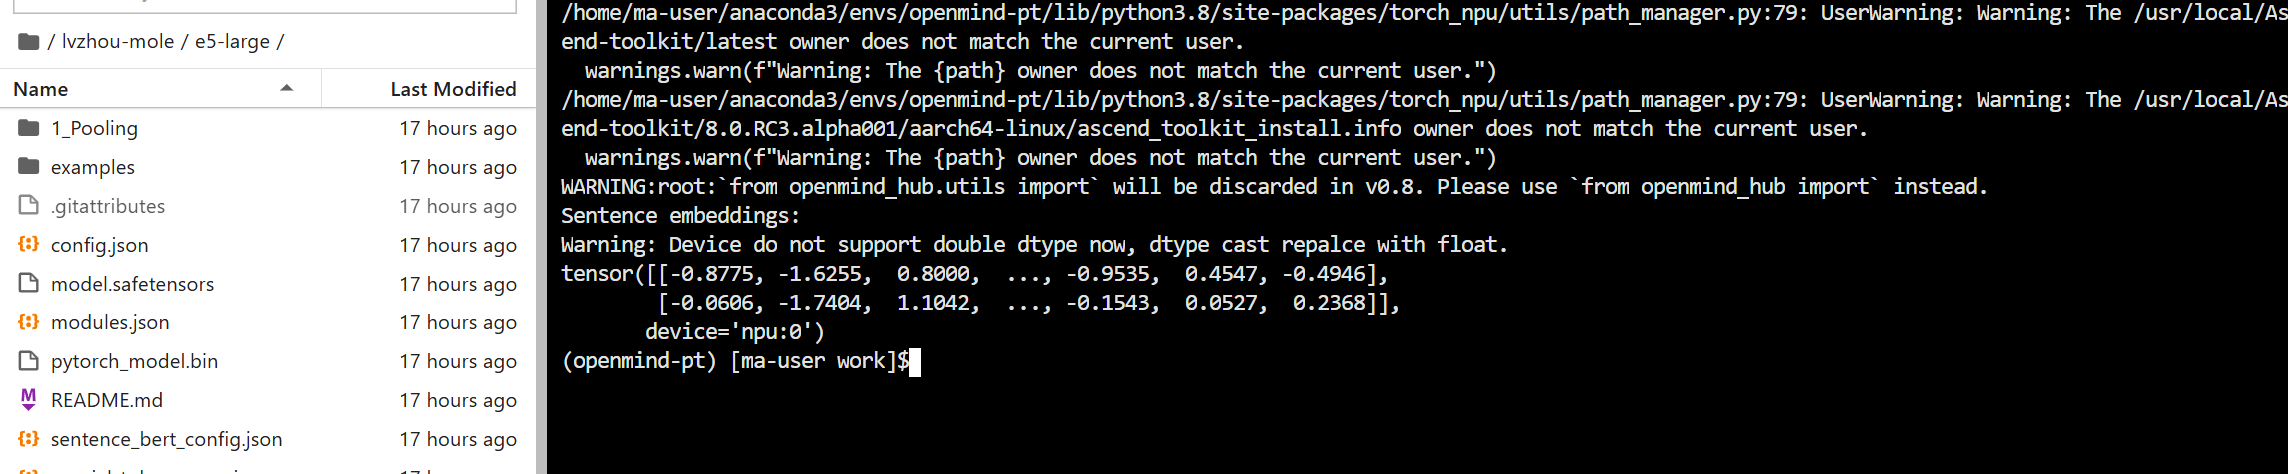 / lvzhou-mole / e5-large /
Name Last Modified
1_Pooling 17 hours ago
examples 17 hours ago
.gitattributes 17 hours ago
config.json 17 hours ago
model.safetensors 17 hours ago
modules.json 17 hours ago
pytorch_model.bin 17 hours ago
README.md 17 hours ago
sentence_bert_config.json 17 hours ago
/home/ma-user/anaconda3/envs/openmind-pt/lib/python3.8/site-packages/torch_npu/utils/path_manager.py:79: UserWarning: Warning: The /usr/local/As
end-toolkit/latest owner does not match the current user.
warnings.warn(f"Warning: The {path} owner does not match the current user.")
/home/ma-user/anaconda3/envs/openmind-pt/lib/python3.8/site-packages/torch_npu/utils/path_manager.py:79: UserWarning: Warning: The /usr/local/As
end-toolkit/8.0.RC3.alpha001/aarch64-linux/ascend_toolkit_install.info owner does not match the current user.
warnings.warn(f"Warning: The {path} owner does not match the current user.")
WARNING:root:`from openmind_hub.utils import` will be discarded in v0.8. Please use `from openmind_hub import` instead.
Sentence embeddings:
Warning: Device do not support double dtype now, dtype cast repalce with float.
tensor([[-0.8775, -1.6255, 0.8000, ..., -0.9535, 0.4547, -0.4946],
[-0.0606, -1.7404, 1.1042, ..., -0.1543, 0.0527, 0.2368]],
device='npu:0')
(openmind-pt) [ma-user work]$